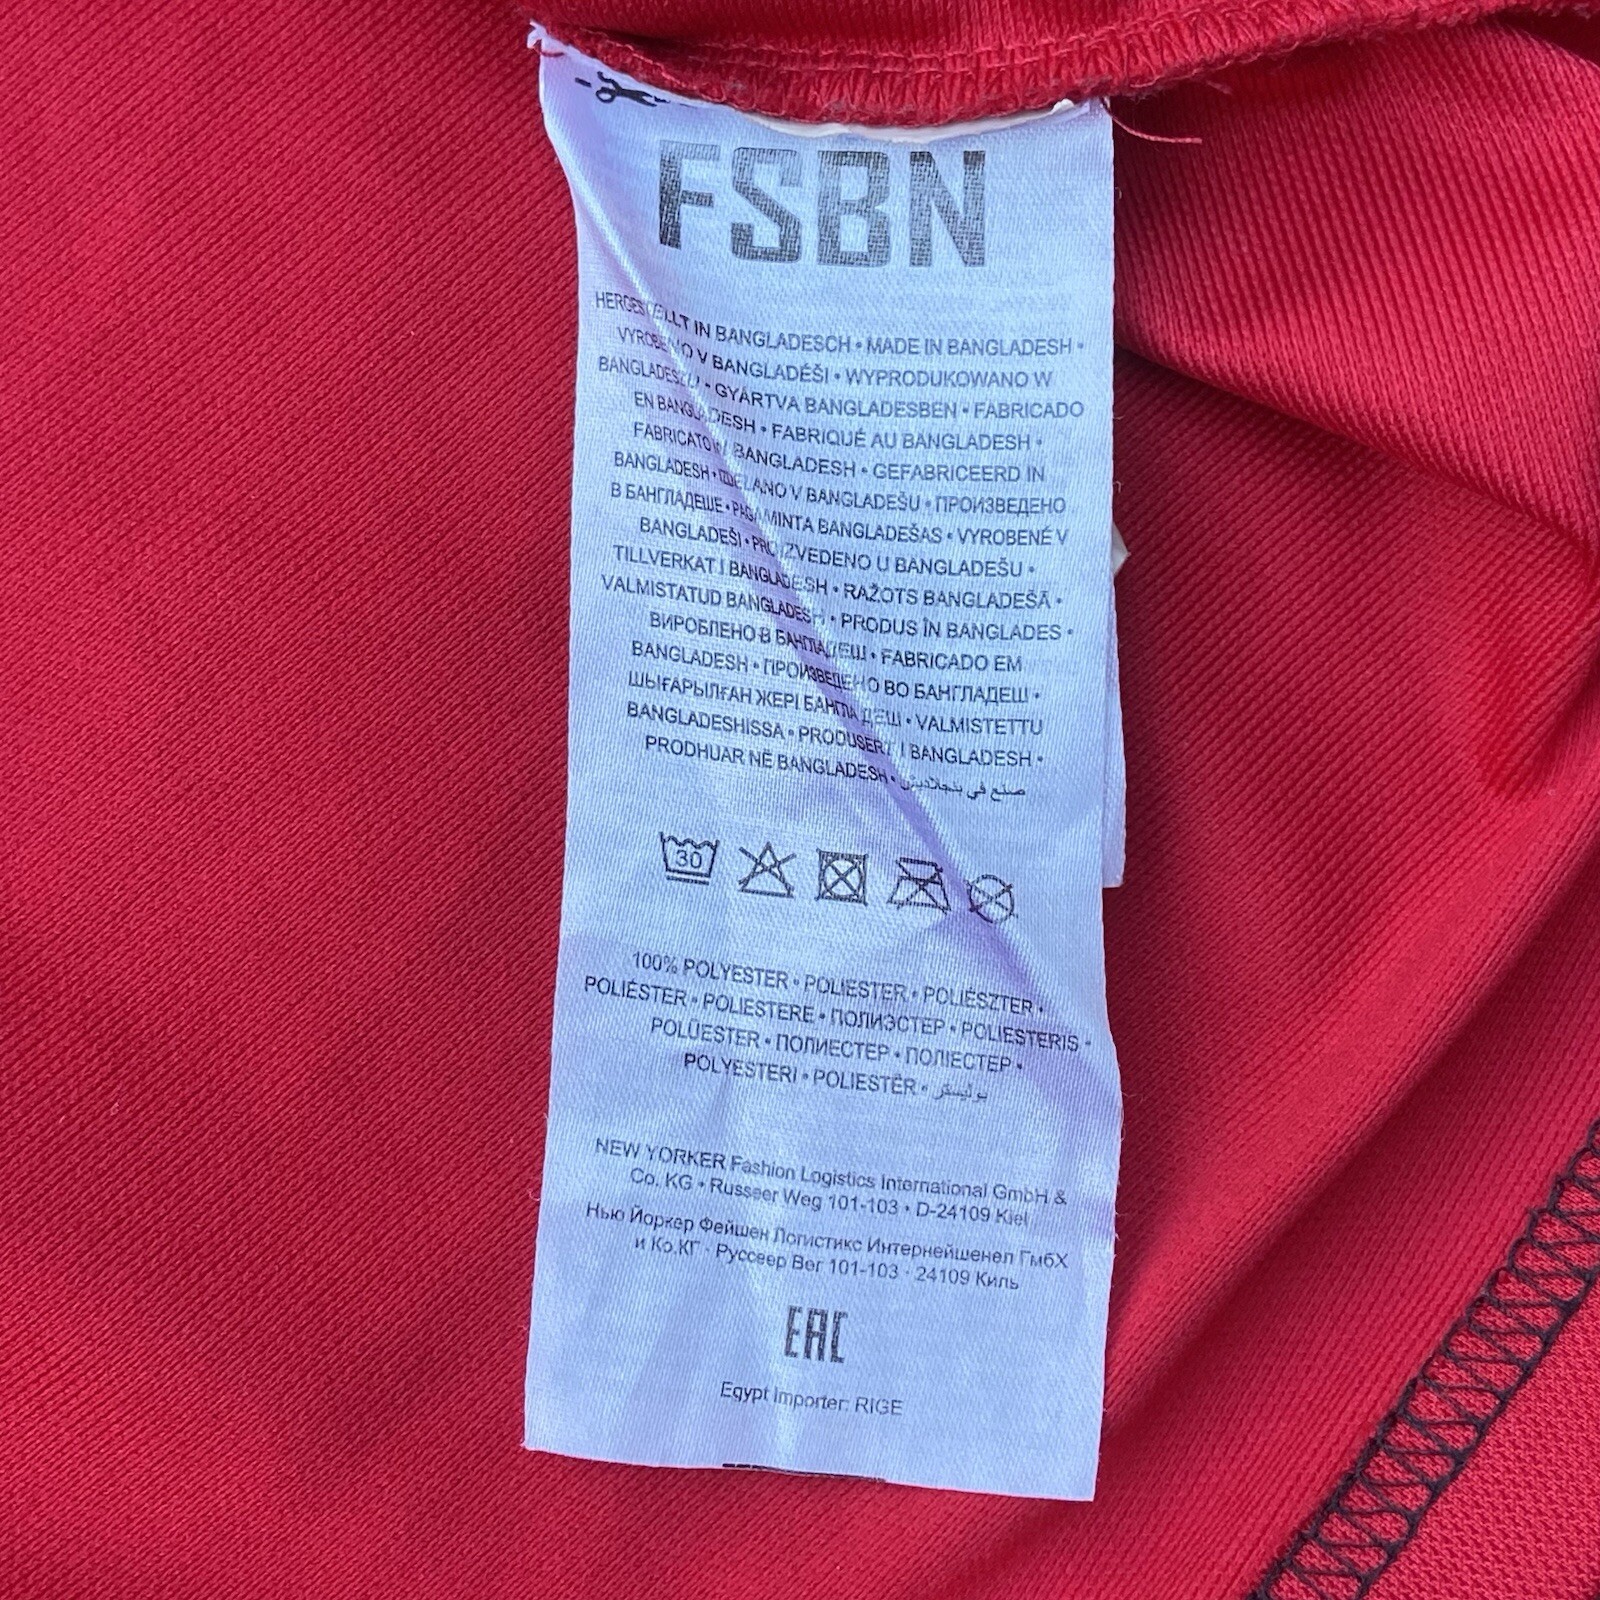 FSBN
HERGESTELLT IN BANGLADESCH • MADE IN BANGLADESH •
VYROBENO V BANGLADÉŠI • WYPRODUKOWANO W
BANGLADESZU • GYÁRTVA BANGLADESBEN • FABRICADO
EN BANGLADESH • FABRIQUÉ AU BANGLADESH •
FABRICATO IN BANGLADESH • GEFABRICEERD IN
BANGLADESH • IZDELANO V BANGLADEŠU • ПРОИЗВЕДЕНО
В БАНГЛАДЕШЕ • PAGAMINTA BANGLADEŠAS • VYROBENÉ V
BANGLADEŠI • PROIZVEDENO U BANGLADEŠU •
TILLVERKAT I BANGLADESH • RAŽOTS BANGLADEŠĀ •
VALMISTATUD BANGLADESH • PRODUS ÎN BANGLADES •
ВИРОБЛЕНО В БАНГЛАДЕШ • FABRICADO EM
BANGLADESH • ПРОИЗВЕДЕНО ВО БАНГЛАДЕШ •
ШЫҒАРЫЛҒАН ЖЕРІ БАНГЛАДЕШ • VALMISTETTU
BANGLADESHISSA • PRODUSERT I BANGLADESH •
PRODHUAR NË BANGLADESH • صنع في بنجلاديش
30
100% POLYESTER • POLIESTER • POLIÉSZTER •
POLIÉSTER • POLIESTERE • ПОЛИЭСТЕР • POLIESTERIS •
POLÜESTER • ПОЛИЕСТЕР • ПОЛІЕСТЕР •
POLYESTERI • POLIESTËR • بوليستر
NEW YORKER Fashion Logistics International GmbH &
Co. KG • Russeer Weg 101-103 • D-24109 Kiel
Нью Йоркер Фейшен Логистикс Интернейшенел ГмбХ
и Ко.КГ · Руссеер Вег 101-103 · 24109 Киль
EAC
Egypt Importer: RIGE